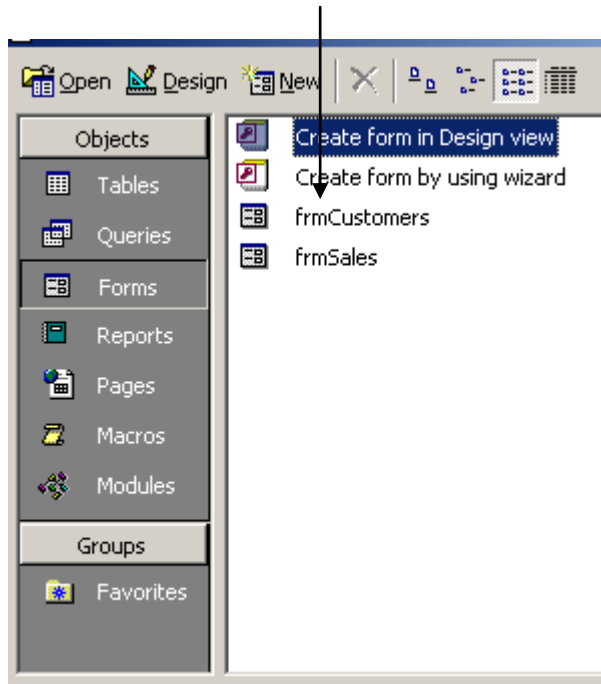 Open Design New
Objects
Tables
Queries
Forms
Reports
Pages
Macros
Modules
Groups
Favorites
Create form in Design view
Create form by using wizard
frmCustomers
frmSales